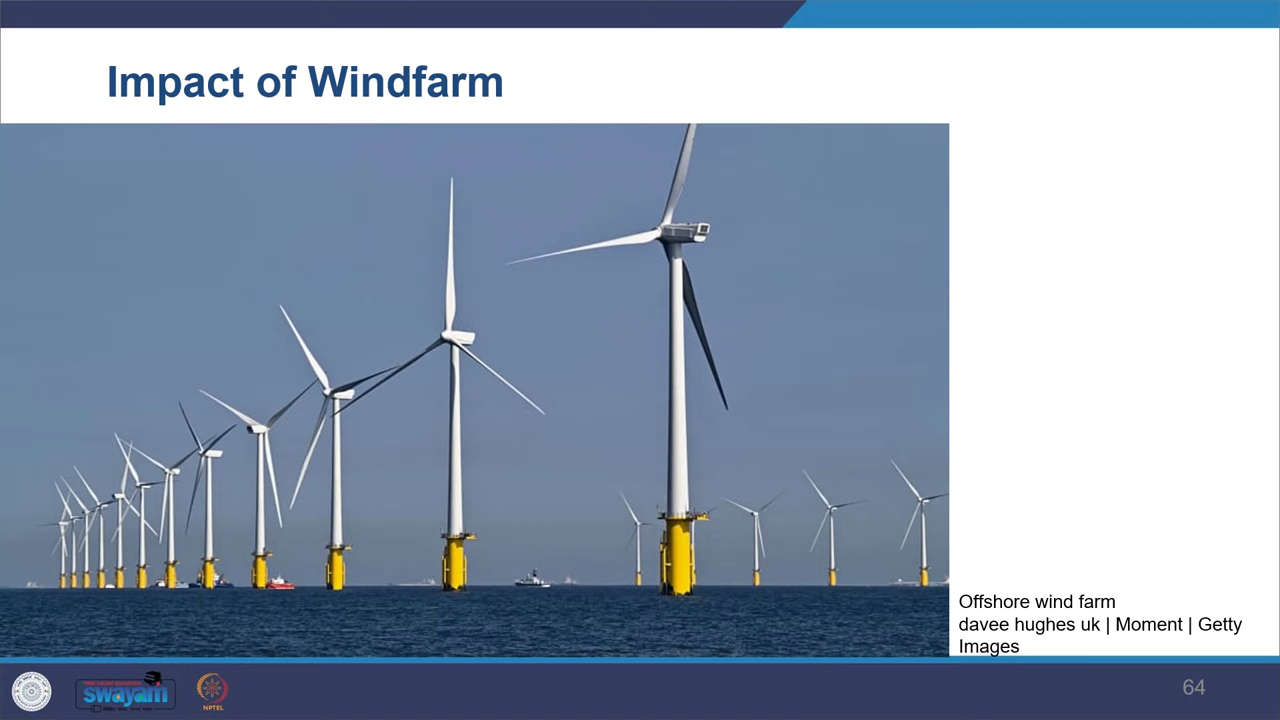 Impact of Windfarm
Offshore wind farm
davee hughes uk | Moment | Getty
Images
swayam
NPTEL
64